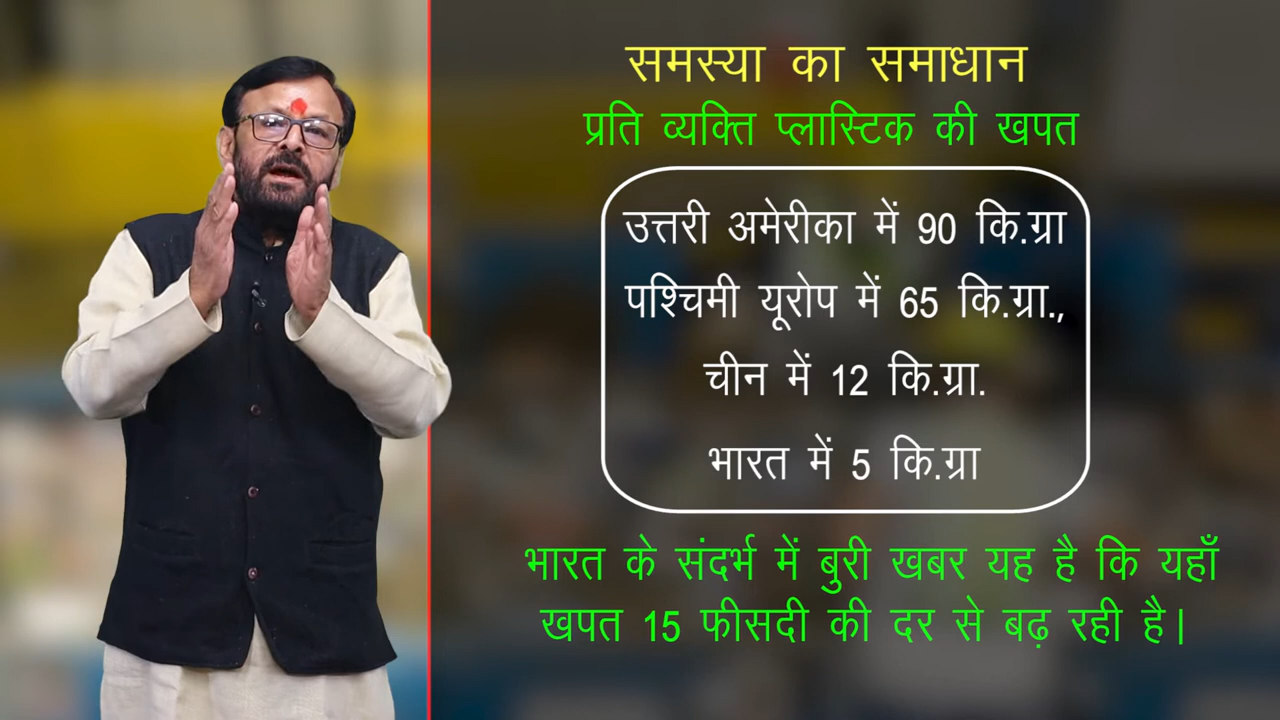 समस्या का समाधान
प्रति व्यक्ति प्लास्टिक की खपत
उत्तरी अमेरीका में 90 कि.ग्रा
पश्चिमी यूरोप में 65 कि.ग्रा.,
चीन में 12 कि.ग्रा.
भारत में 5 कि.ग्रा
भारत के संदर्भ में बुरी खबर यह है कि यहाँ
खपत 15 फीसदी की दर से बढ़ रही है।